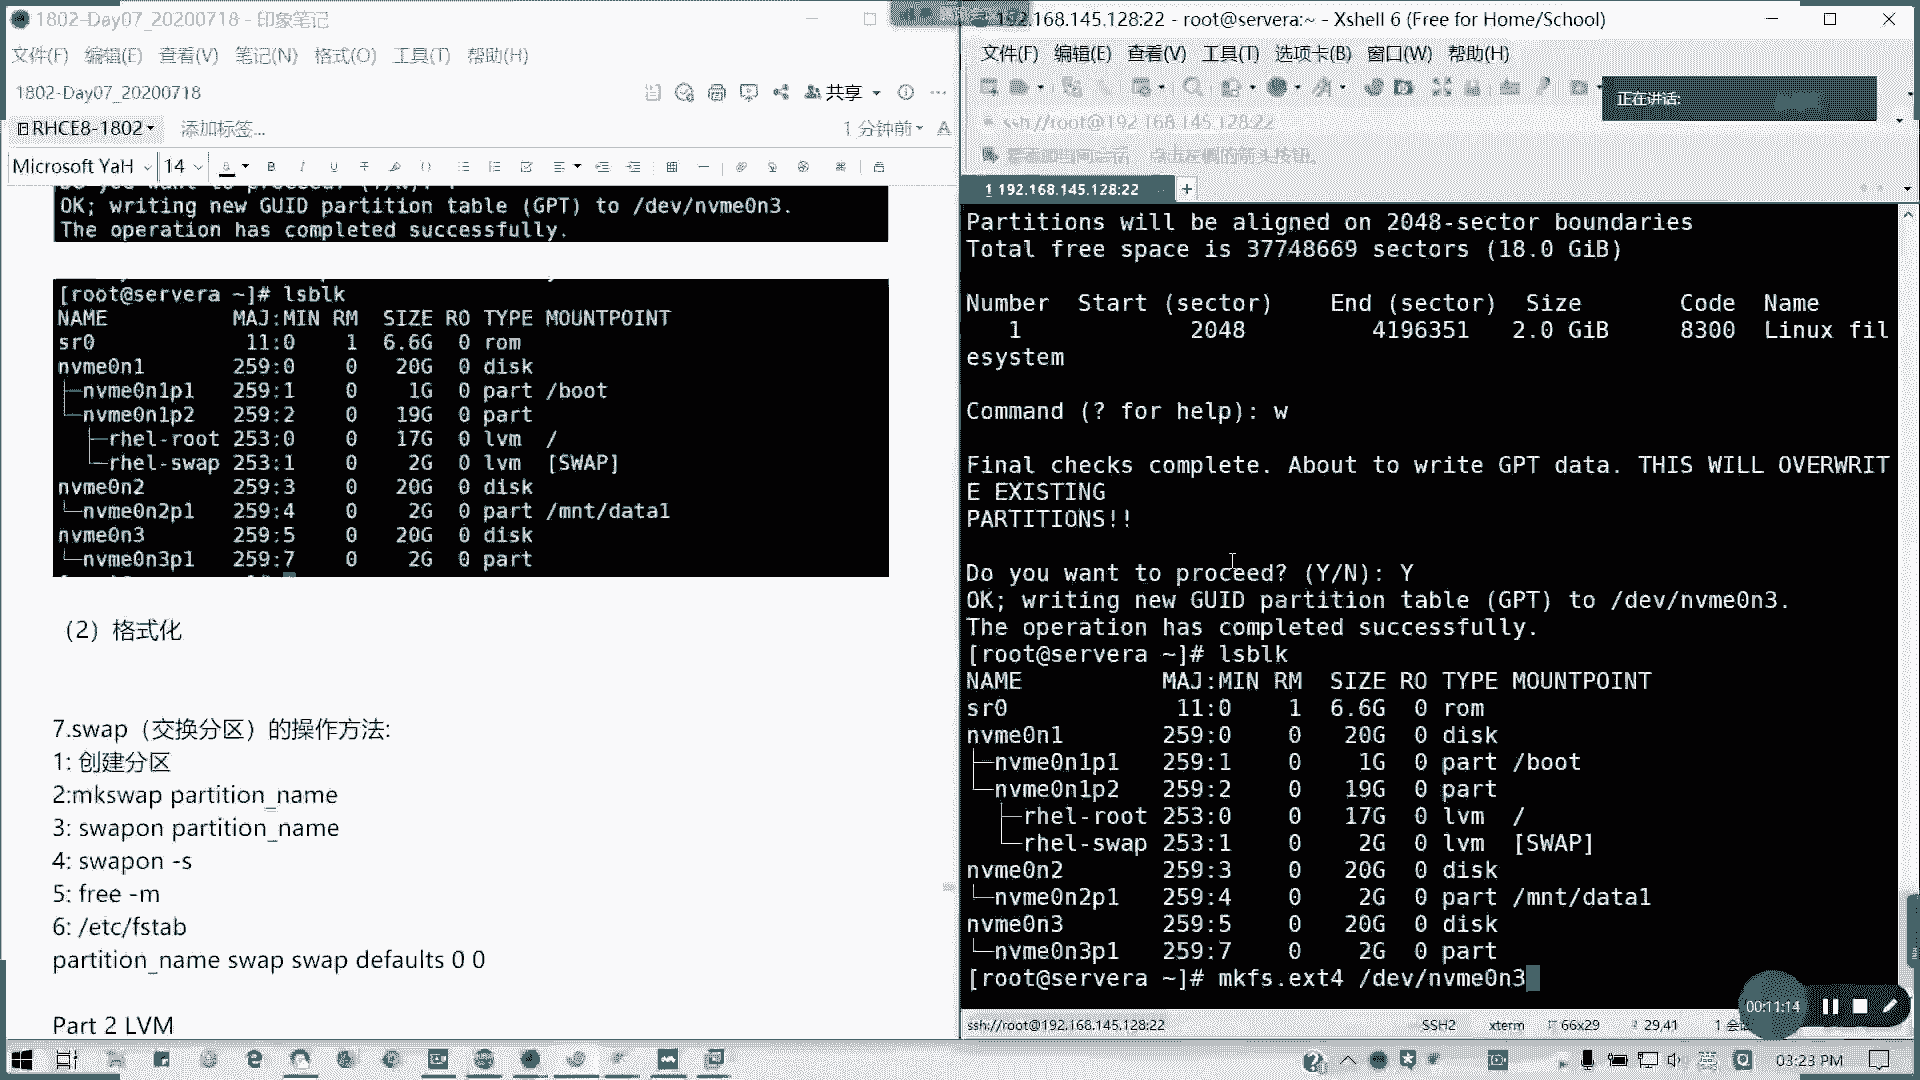 1802-Day07_20200718 - 印象笔记
文件(F) 编辑(E) 查看(V) 笔记(N) 格式(O) 工具(T) 帮助(H)
1802-Day07_20200718
共享
RHCE8-1802 添加标签...
1 分钟前
Microsoft YaH 14
OK; writing new GUID partition table (GPT) to /dev/nvme0n3.
The operation has completed successfully.
[root@servera ~]# lsblk
NAME MAJ:MIN RM SIZE RO TYPE MOUNTPOINT
sr0 11:0 1 6.6G 0 rom
nvme0n1 259:0 0 20G 0 disk
├─nvme0n1p1 259:1 0 1G 0 part /boot
└─nvme0n1p2 259:2 0 19G 0 part
├─rhel-root 253:0 0 17G 0 lvm /
└─rhel-swap 253:1 0 2G 0 lvm [SWAP]
nvme0n2 259:3 0 20G 0 disk
└─nvme0n2p1 259:4 0 2G 0 part /mnt/data1
nvme0n3 259:5 0 20G 0 disk
└─nvme0n3p1 259:7 0 2G 0 part
（2）格式化
7.swap（交换分区）的操作方法:
1: 创建分区
2:mkswap partition_name
3: swapon partition_name
4: swapon -s
5: free -m
6: /etc/fstab
partition_name swap swap defaults 0 0
Part 2 LVM
192.168.145.128:22 - root@servera:~ - Xshell 6 (Free for Home/School)
文件(F) 编辑(E) 查看(V) 工具(T) 选项卡(B) 窗口(W) 帮助(H)
正在讲话:
ssh://root@192.168.145.128:22
1 192.168.145.128:22
Partitions will be aligned on 2048-sector boundaries
Total free space is 37748669 sectors (18.0 GiB)
Number Start (sector) End (sector) Size Code Name
1 2048 4196351 2.0 GiB 8300 Linux fil
esystem
Command (? for help): w
Final checks complete. About to write GPT data. THIS WILL OVERWRIT
E EXISTING
PARTITIONS!!
Do you want to proceed? (Y/N): Y
OK; writing new GUID partition table (GPT) to /dev/nvme0n3.
The operation has completed successfully.
[root@servera ~]# lsblk
NAME MAJ:MIN RM SIZE RO TYPE MOUNTPOINT
sr0 11:0 1 6.6G 0 rom
nvme0n1 259:0 0 20G 0 disk
├─nvme0n1p1 259:1 0 1G 0 part /boot
└─nvme0n1p2 259:2 0 19G 0 part
├─rhel-root 253:0 0 17G 0 lvm /
└─rhel-swap 253:1 0 2G 0 lvm [SWAP]
nvme0n2 259:3 0 20G 0 disk
└─nvme0n2p1 259:4 0 2G 0 part /mnt/data1
nvme0n3 259:5 0 20G 0 disk
└─nvme0n3p1 259:7 0 2G 0 part
[root@servera ~]# mkfs.ext4 /dev/nvme0n3
00:11:14
ssh://root@192.168.145.128:22 SSH2 xterm 66x29 29,41
英 03:23 PM